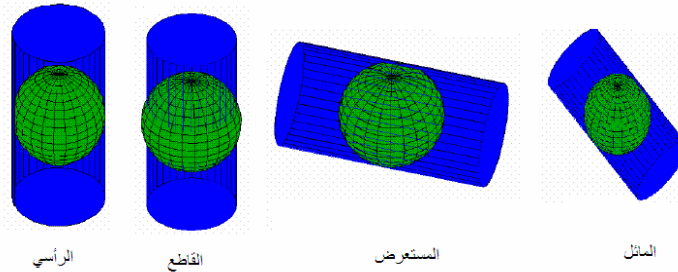 المائل
المستعرض
القاطع
الرأسي